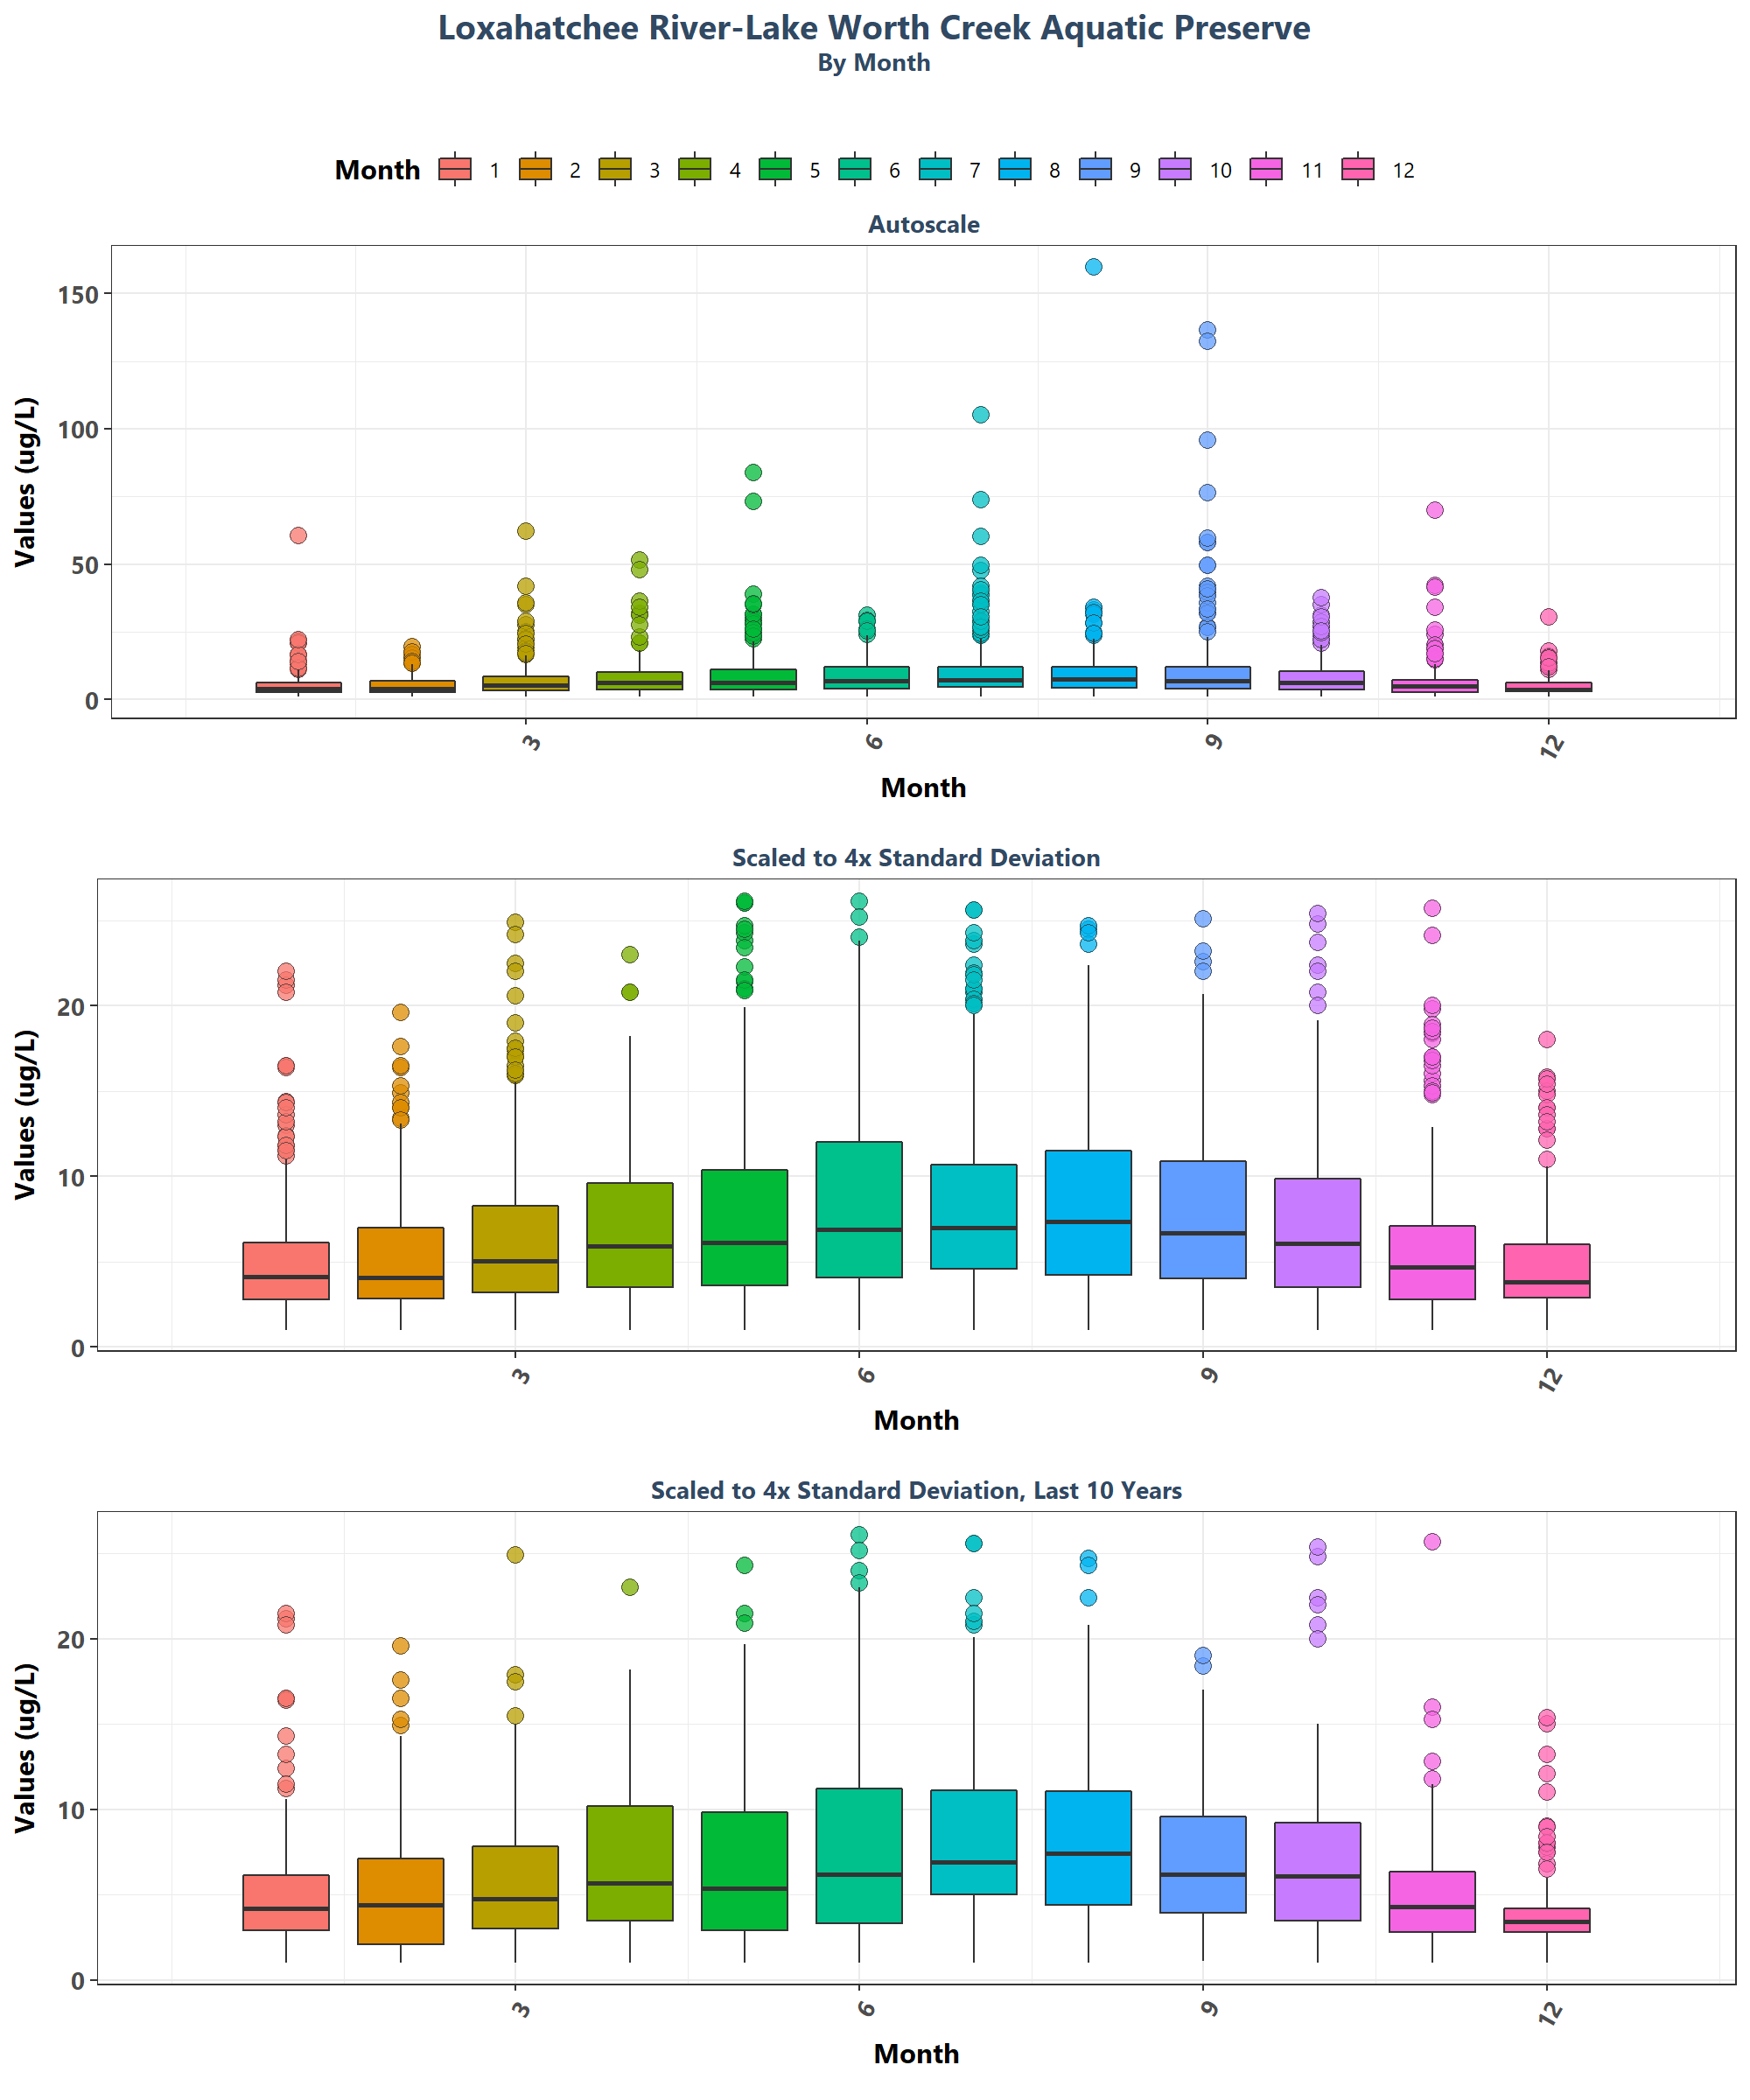 Loxahatchee River-Lake Worth Creek Aquatic Preserve
By Month
Month 1 2 3 4 5 6 7 8 9 10 11 12
Autoscale
Values (ug/L)
150
100
50
0
3 6 9 12
Month
Scaled to 4x Standard Deviation
Values (ug/L)
20
10
0
3 6 9 12
Month
Scaled to 4x Standard Deviation, Last 10 Years
Values (ug/L)
20
10
0
3 6 9 12
Month